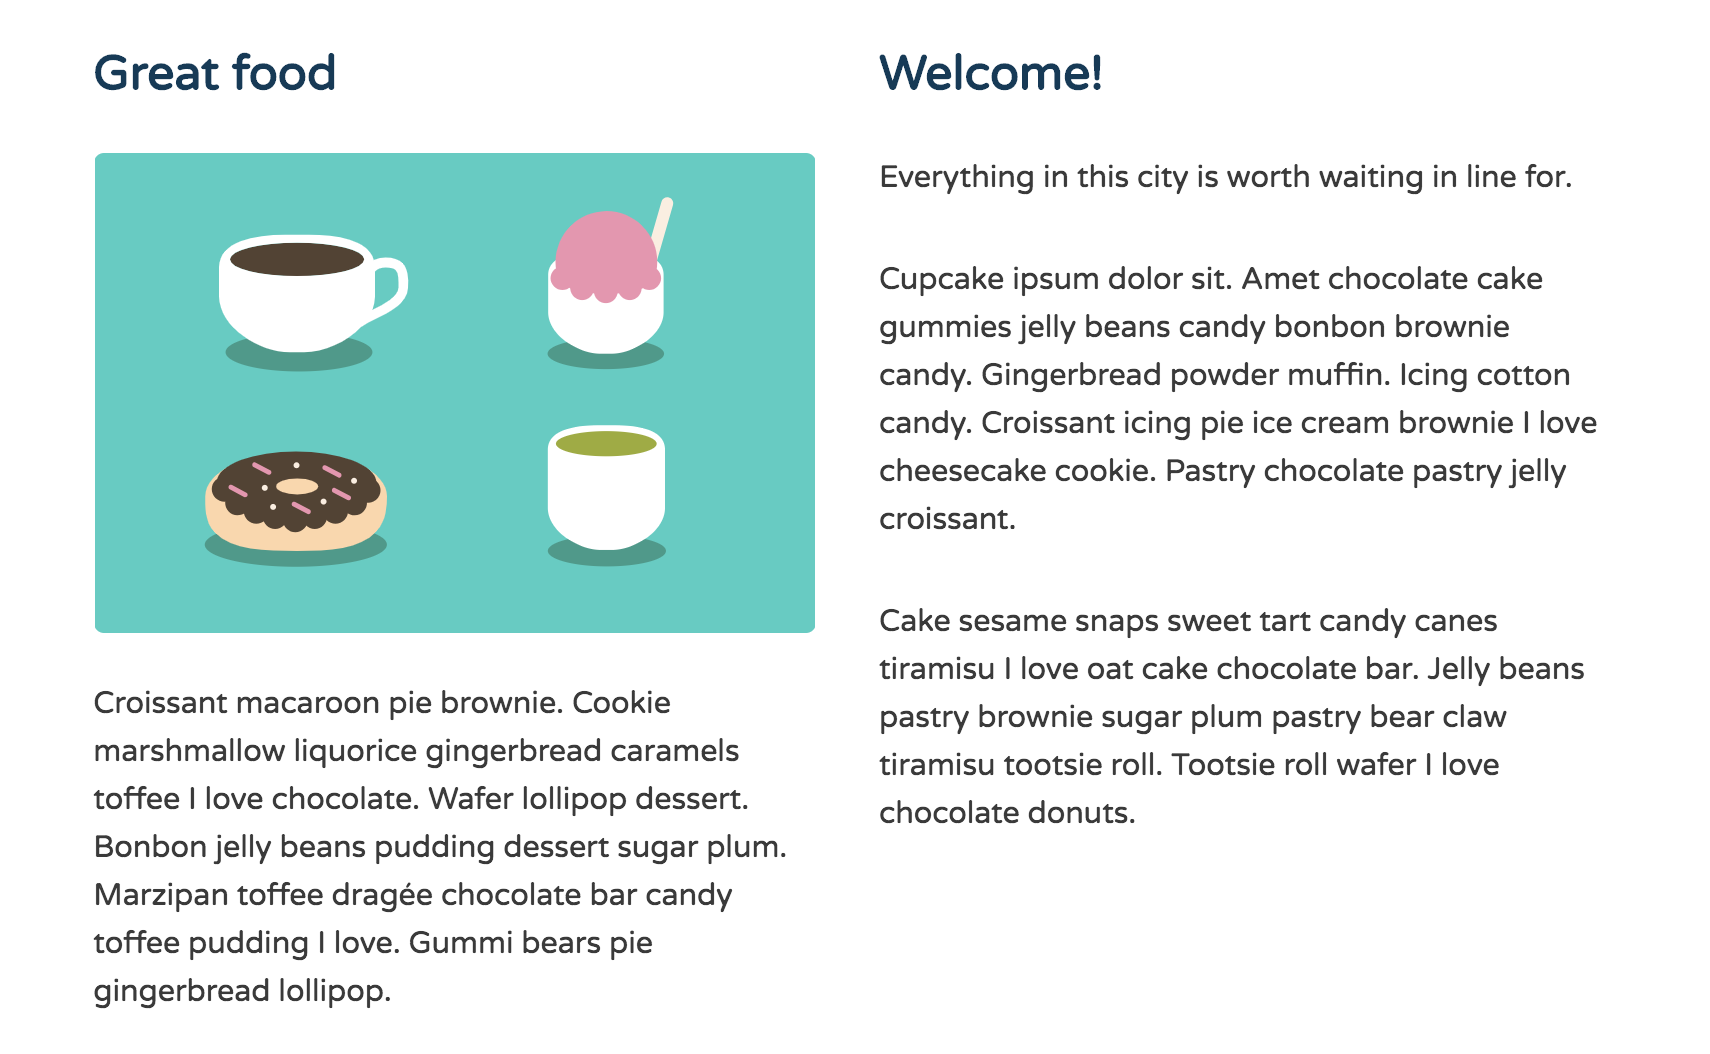 Great food
Croissant macaroon pie brownie. Cookie
marshmallow liquorice gingerbread caramels
toffee I love chocolate. Wafer lollipop dessert.
Bonbon jelly beans pudding dessert sugar plum.
Marzipan toffee dragée chocolate bar candy
toffee pudding I love. Gummi bears pie
gingerbread lollipop.
Welcome!
Everything in this city is worth waiting in line for.
Cupcake ipsum dolor sit. Amet chocolate cake
gummies jelly beans candy bonbon brownie
candy. Gingerbread powder muffin. Icing cotton
candy. Croissant icing pie ice cream brownie I love
cheesecake cookie. Pastry chocolate pastry jelly
croissant.
Cake sesame snaps sweet tart candy canes
tiramisu I love oat cake chocolate bar. Jelly beans
pastry brownie sugar plum pastry bear claw
tiramisu tootsie roll. Tootsie roll wafer I love
chocolate donuts.